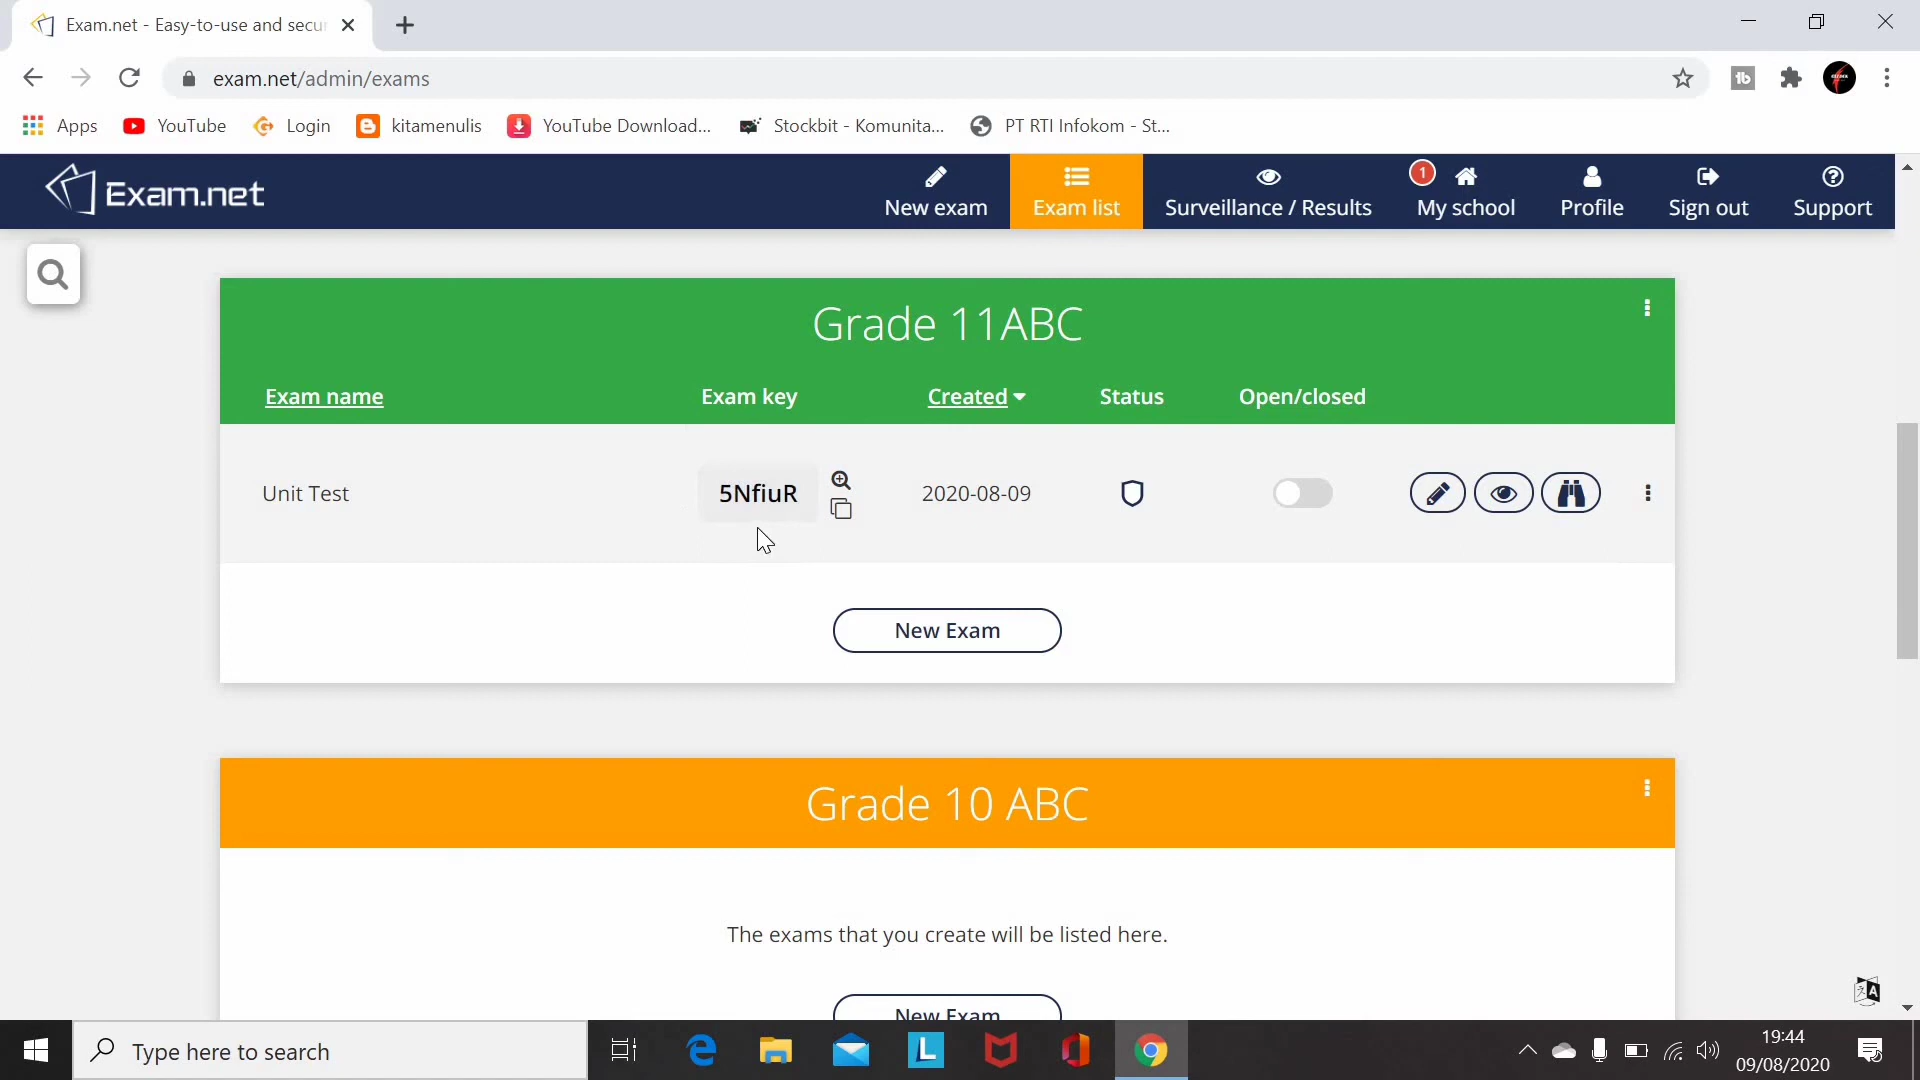 Exam.net - Easy-to-use and secur
exam.net/admin/exams
Apps YouTube Login kitamenulis YouTube Download... Stockbit - Komunita... PT RTI Infokom - St...
Exam.net New exam Exam list Surveillance / Results 1 My school Profile Sign out Support
Grade 11ABC
Exam name Exam key Created Status Open/closed
Unit Test 5NfiuR 2020-08-09
New Exam
Grade 10 ABC
The exams that you create will be listed here.
New Exam
Type here to search
19:44
09/08/2020